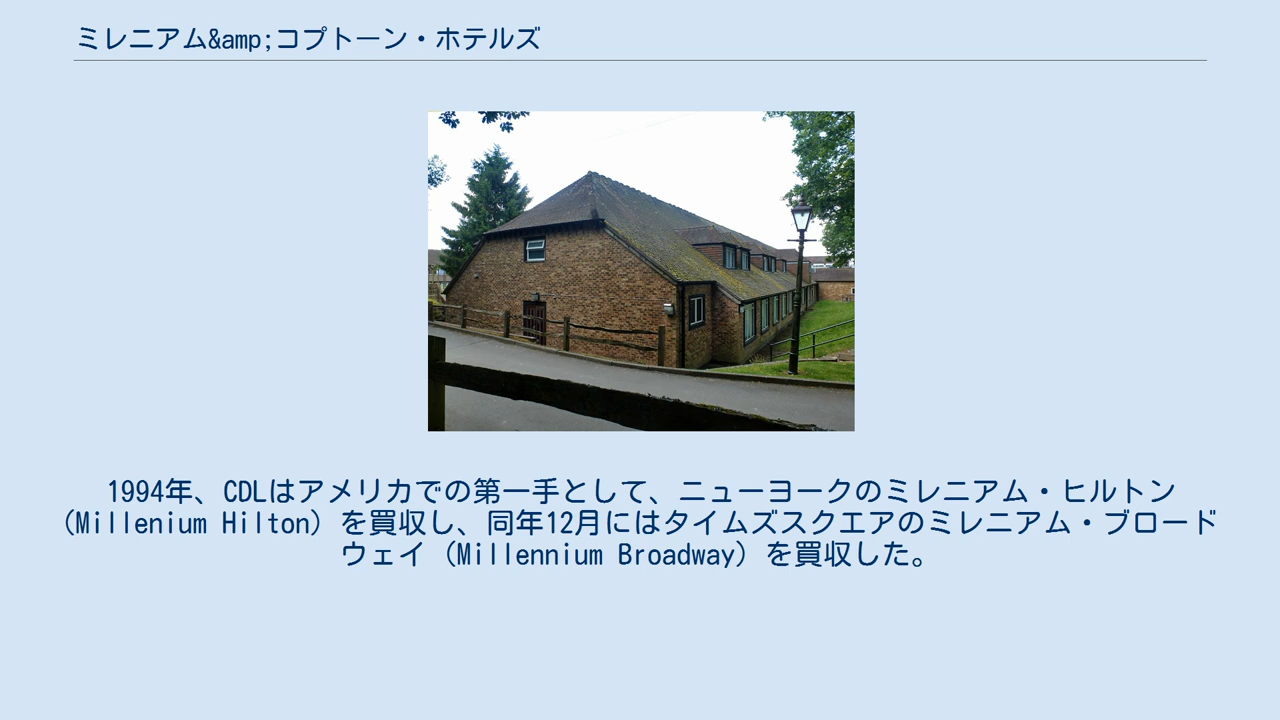 ミレニアム&amp;コプトーン・ホテルズ
1994年、CDLはアメリカでの第一手として、ニューヨークのミレニアム・ヒルトン
(Millenium Hilton) を買収し、同年12月にはタイムズスクエアのミレニアム・ブロード
ウェイ (Millennium Broadway) を買収した。